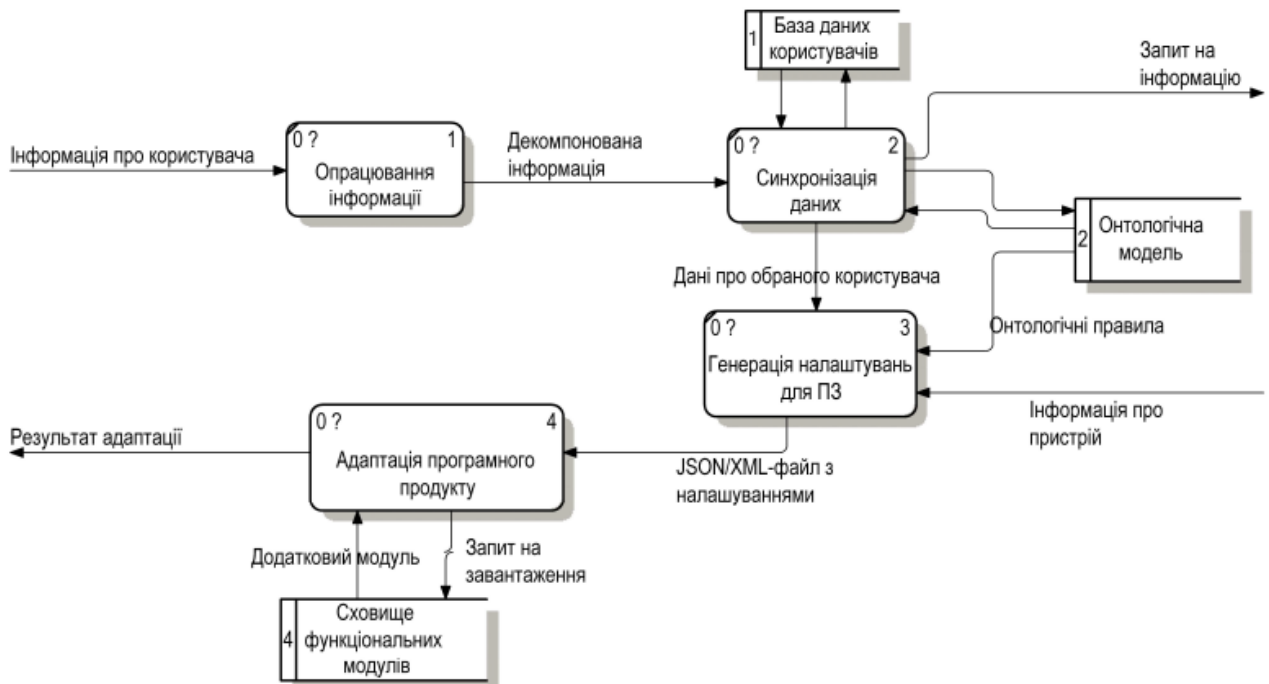 1
База даних
користувачів
Запит на
інформацію
Інформація про користувача
0 ?
1
Опрацювання
інформації
Декомпонована
інформація
0 ?
2
Синхронізація
даних
2
Онтологічна
модель
Дані про обраного користувача
Онтологічні правила
0 ?
3
Генерація налаштувань
для ПЗ
Інформація про
пристрій
JSON/XML-файл з
налашуваннями
0 ?
4
Адаптація програмного
продукту
Результат адаптації
Додатковий модуль
Запит на
завантаження
4
Сховище
функціональних
модулів